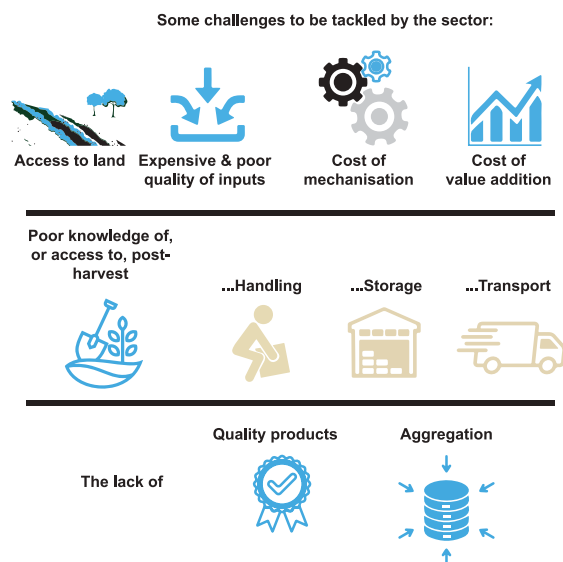 Some challenges to be tackled by the sector:
Access to land
Expensive & poor
quality of inputs
Cost of
mechanisation
Cost of
value addition
Poor knowledge of,
or access to, post-
harvest
...Handling
...Storage
...Transport
The lack of
Quality products
Aggregation